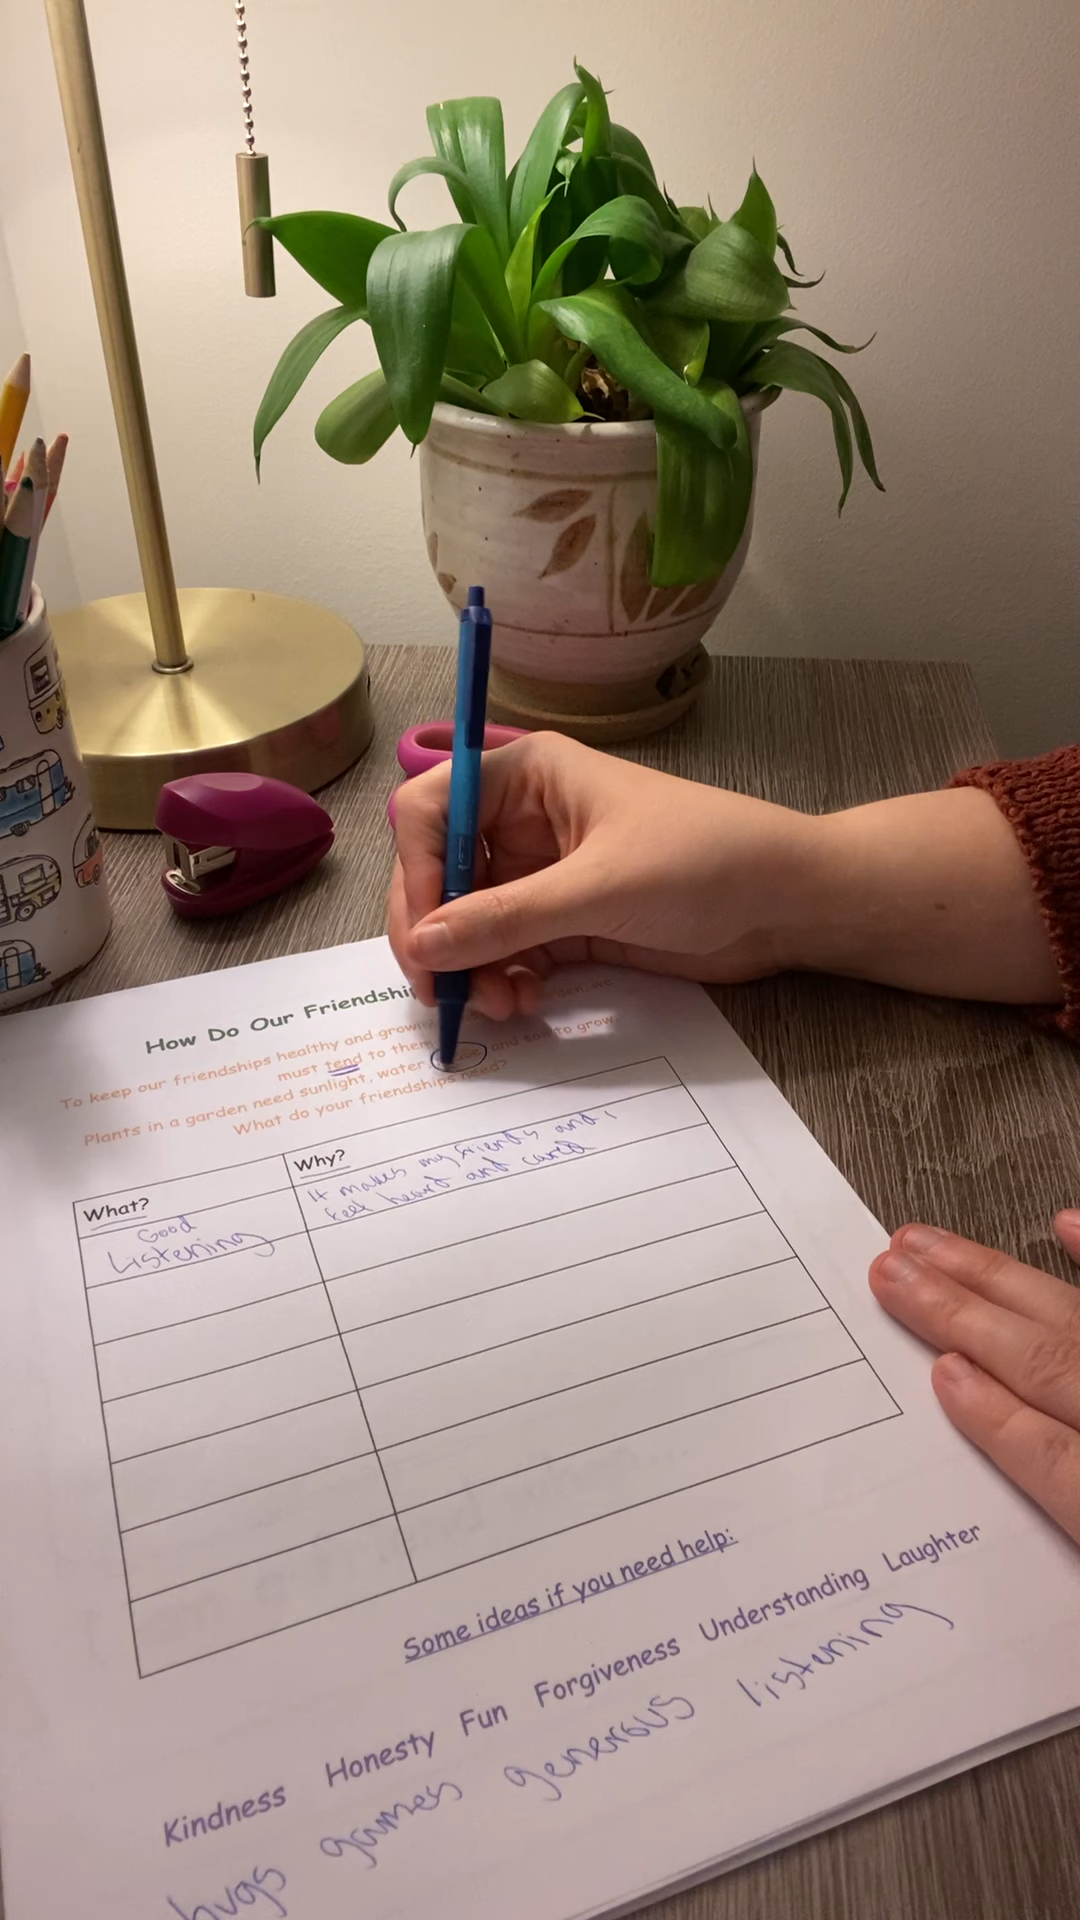 How Do Our Friendship
To keep our friendships healthy and growing we
must tend to them
Plants in a garden need sunlight, water, and soil to grow.
What do your friendships need?
What? Why?
Good
Listening
It makes my friends and i
feel heard and cared
Some ideas if you need help:
Kindness Honesty Fun Forgiveness Understanding Laughter
hugs games generous listening